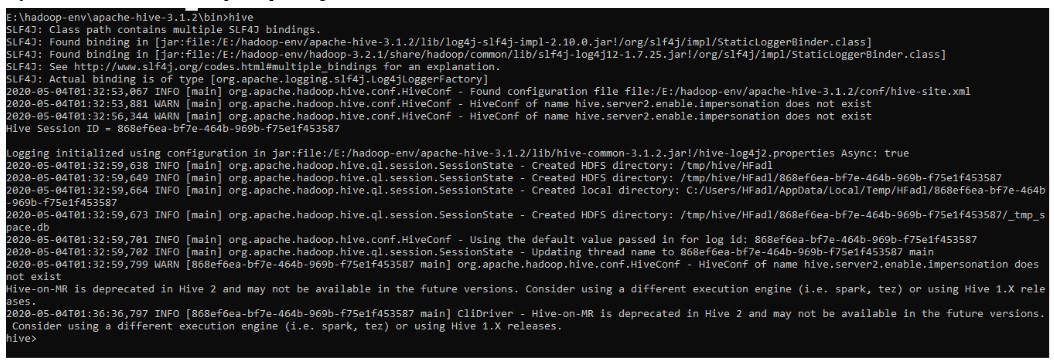 E:\hadoop-env\apache-hive-3.1.2\bin>hive
SLF4J: Class path contains multiple SLF4J bindings.
SLF4J: Found binding in [jar:file:/E:/hadoop-env/apache-hive-3.1.2/lib/log4j-slf4j-impl-2.10.0.jar!/org/slf4j/impl/StaticLoggerBinder.class]
SLF4J: Found binding in [jar:file:/E:/hadoop-env/hadoop-3.2.1/share/hadoop/common/lib/slf4j-log4j12-1.7.25.jar!/org/slf4j/impl/StaticLoggerBinder.class]
SLF4J: See http://www.slf4j.org/codes.html#multiple_bindings for an explanation.
SLF4J: Actual binding is of type [org.apache.logging.slf4j.Log4jLoggerFactory]
2020-05-04T01:32:53,067 INFO [main] org.apache.hadoop.hive.conf.HiveConf - Found configuration file file:/E:/hadoop-env/apache-hive-3.1.2/conf/hive-site.xml
2020-05-04T01:32:53,881 WARN [main] org.apache.hadoop.hive.conf.HiveConf - HiveConf of name hive.server2.enable.impersonation does not exist
2020-05-04T01:32:56,344 WARN [main] org.apache.hadoop.hive.conf.HiveConf - HiveConf of name hive.server2.enable.impersonation does not exist
Hive Session ID = 868ef6ea-bf7e-464b-969b-f75e1f453587
Logging initialized using configuration in jar:file:/E:/hadoop-env/apache-hive-3.1.2/lib/hive-common-3.1.2.jar!/hive-log4j2.properties Async: true
2020-05-04T01:32:59,638 INFO [main] org.apache.hadoop.hive.ql.session.SessionState - Created HDFS directory: /tmp/hive/HFadl
2020-05-04T01:32:59,649 INFO [main] org.apache.hadoop.hive.ql.session.SessionState - Created HDFS directory: /tmp/hive/HFadl/868ef6ea-bf7e-464b-969b-f75e1f453587
2020-05-04T01:32:59,664 INFO [main] org.apache.hadoop.hive.ql.session.SessionState - Created local directory: C:/Users/HFadl/AppData/Local/Temp/HFadl/868ef6ea-bf7e-464b
-969b-f75e1f453587
2020-05-04T01:32:59,673 INFO [main] org.apache.hadoop.hive.ql.session.SessionState - Created HDFS directory: /tmp/hive/HFadl/868ef6ea-bf7e-464b-969b-f75e1f453587/_tmp_s
pace.db
2020-05-04T01:32:59,701 INFO [main] org.apache.hadoop.hive.conf.HiveConf - Using the default value passed in for log id: 868ef6ea-bf7e-464b-969b-f75e1f453587
2020-05-04T01:32:59,702 INFO [main] org.apache.hadoop.hive.ql.session.SessionState - Updating thread name to 868ef6ea-bf7e-464b-969b-f75e1f453587 main
2020-05-04T01:32:59,799 WARN [868ef6ea-bf7e-464b-969b-f75e1f453587 main] org.apache.hadoop.hive.conf.HiveConf - HiveConf of name hive.server2.enable.impersonation does
not exist
Hive-on-MR is deprecated in Hive 2 and may not be available in the future versions. Consider using a different execution engine (i.e. spark, tez) or using Hive 1.X rele
ases.
2020-05-04T01:36:36,797 INFO [868ef6ea-bf7e-464b-969b-f75e1f453587 main] CliDriver - Hive-on-MR is deprecated in Hive 2 and may not be available in the future versions.
Consider using a different execution engine (i.e. spark, tez) or using Hive 1.X releases.
hive>